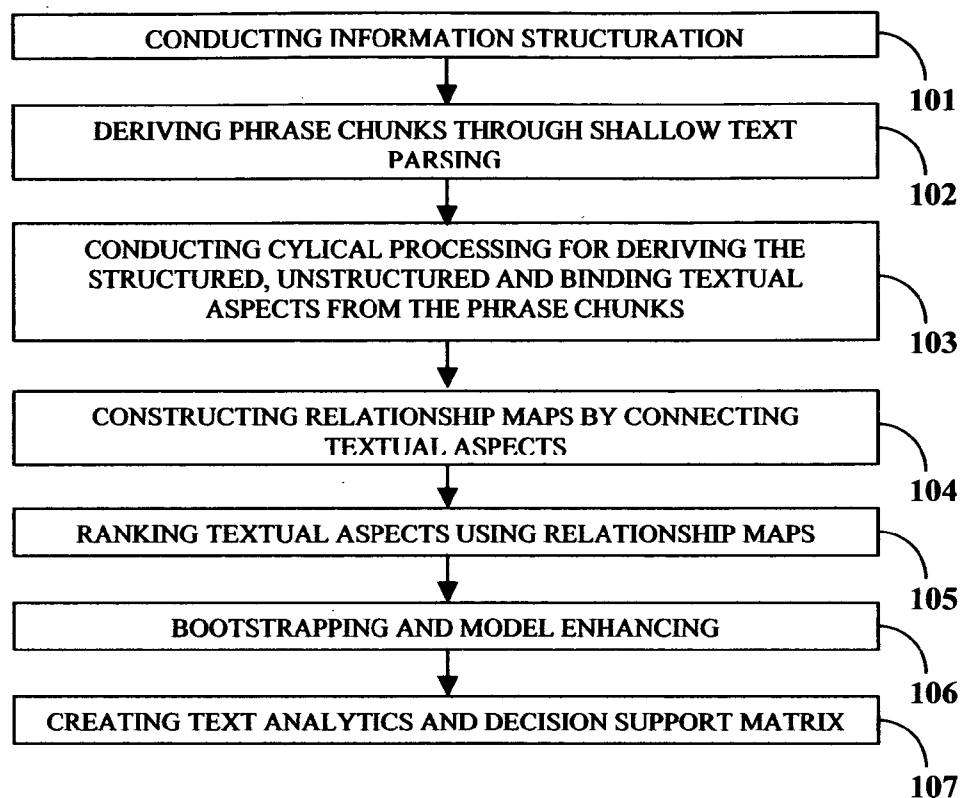 CONDUCTING INFORMATION STRUCTURATION
101
DERIVING PHRASE CHUNKS THROUGH SHALLOW TEXT
PARSING
102
CONDUCTING CYLICAL PROCESSING FOR DERIVING THE
STRUCTURED, UNSTRUCTURED AND BINDING TEXTUAL
ASPECTS FROM THE PHRASE CHUNKS
103
CONSTRUCTING RELATIONSHIP MAPS BY CONNECTING
TEXTUAL ASPECTS
104
RANKING TEXTUAL ASPECTS USING RELATIONSHIP MAPS
105
BOOTSTRAPPING AND MODEL ENHANCING
106
CREATING TEXT ANALYTICS AND DECISION SUPPORT MATRIX
107